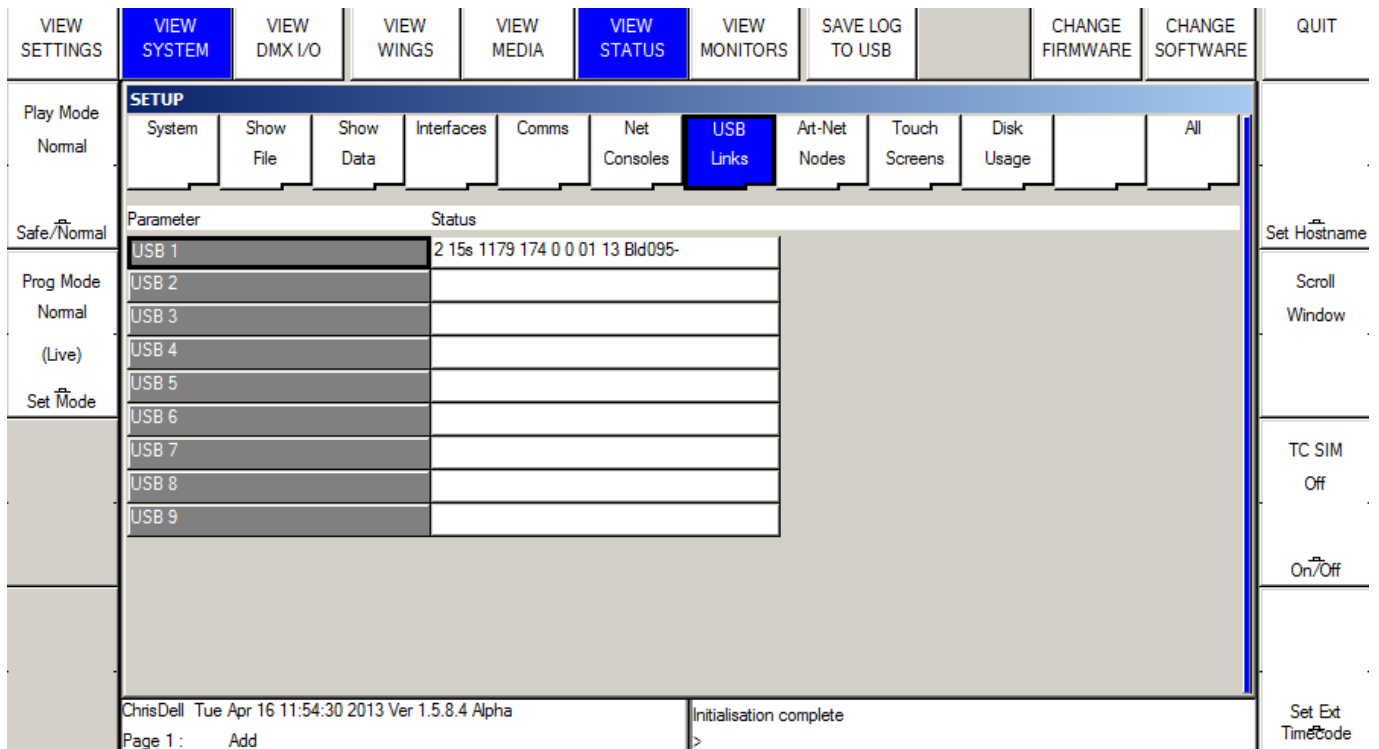 VIEW SETTINGS
VIEW SYSTEM
VIEW DMX I/O
VIEW WINGS
VIEW MEDIA
VIEW STATUS
VIEW MONITORS
SAVE LOG TO USB
CHANGE FIRMWARE
CHANGE SOFTWARE
QUIT
Play Mode
Normal
Safe/Normal
Prog Mode
Normal
(Live)
Set Mode
SETUP
System
Show File
Show Data
Interfaces
Comms
Net Consoles
USB Links
Art-Net Nodes
Touch Screens
Disk Usage
All
Parameter Status
USB 1 2 15s 1179 174 0 0 01 13 Bld095-
USB 2
USB 3
USB 4
USB 5
USB 6
USB 7
USB 8
USB 9
Set Hostname
Scroll
Window
TC SIM
Off
On/Off
Set Ext
Timecode
ChrisDell Tue Apr 16 11:54:30 2013 Ver 1.5.8.4 Alpha
Page 1 : Add
Initialisation complete
>